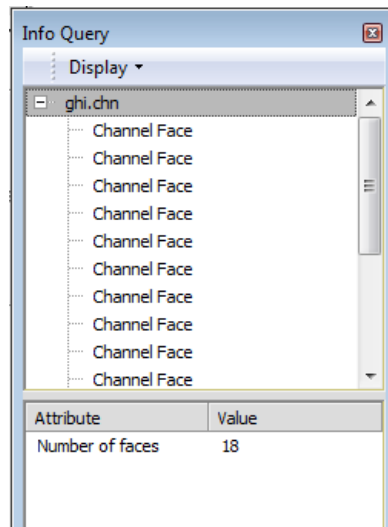 Info Query
Display
ghi.chn
Channel Face
Channel Face
Channel Face
Channel Face
Channel Face
Channel Face
Channel Face
Channel Face
Channel Face
Channel Face
Attribute Value
Number of faces 18